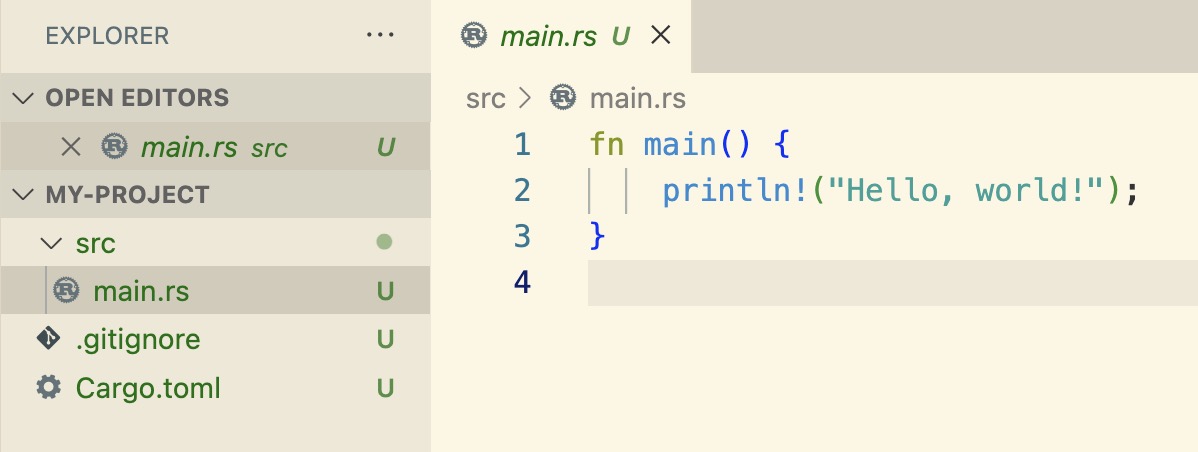 EXPLORER ···
OPEN EDITORS
main.rs src U
MY-PROJECT
src
main.rs U
.gitignore U
Cargo.toml U
main.rs U
src > main.rs
1 fn main() {
2     println!("Hello, world!");
3 }
4